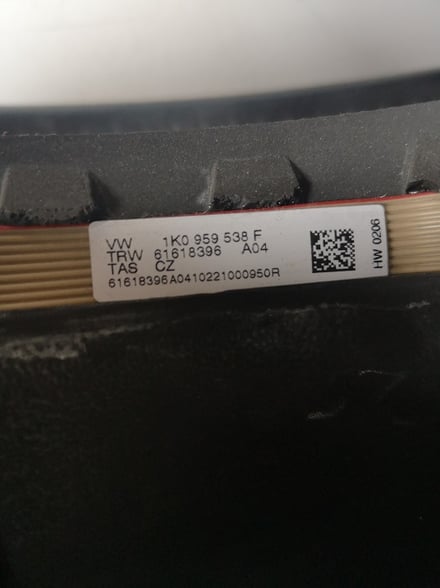 VW 1K0 959 538 F
TRW 61618396 A04
TAS CZ
61618396A0410221000950R
HW 0206